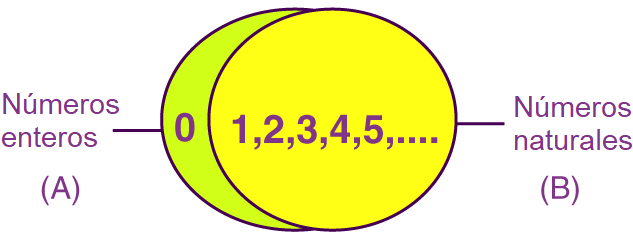 Números
enteros
(A)
0
1,2,3,4,5,....
Números
naturales
(B)